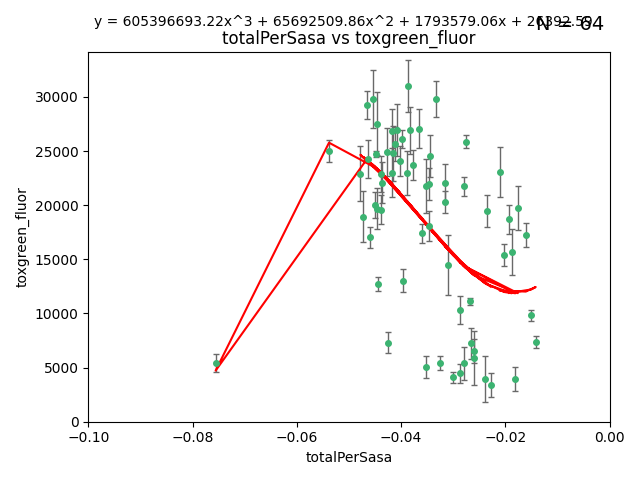 y = 605396693.22x^3 + 65692509.86x^2 + 1793579.06x + 26392.59
N = 64
totalPerSasa vs toxgreen_fluor
toxgreen_fluor
30000
25000
20000
15000
10000
5000
0
−0.10
−0.08
−0.06
−0.04
−0.02
0.00
totalPerSasa